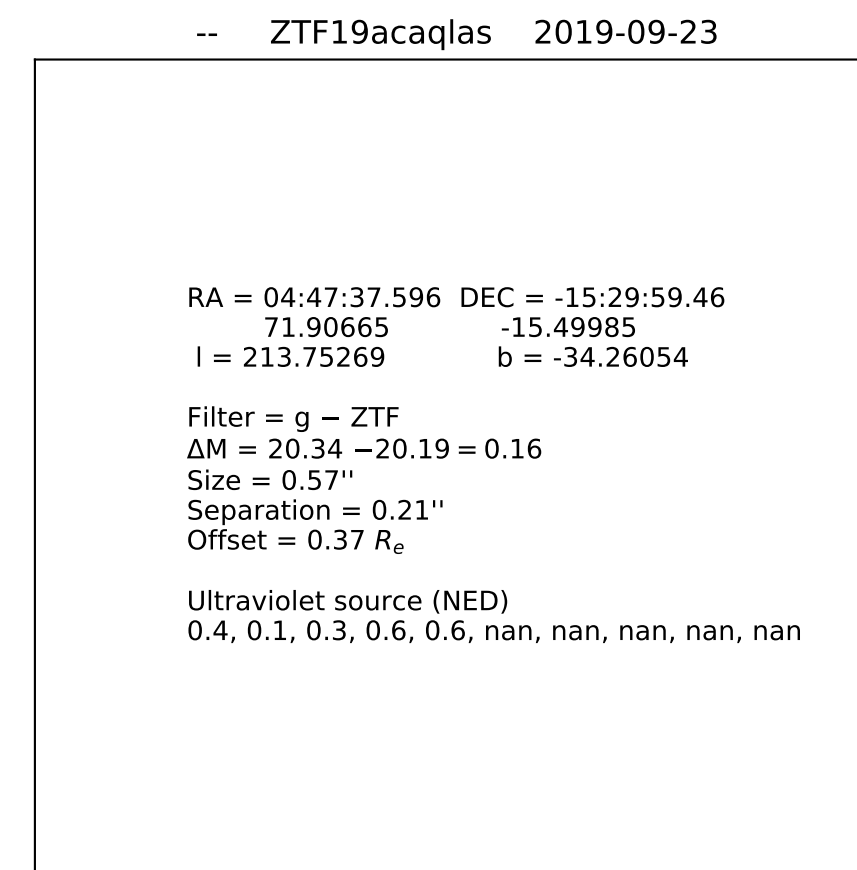 -- ZTF19acaqlas 2019-09-23
RA = 04:47:37.596 DEC = -15:29:59.46
71.90665 -15.49985
l = 213.75269 b = -34.26054
Filter = g − ZTF
ΔM = 20.34 −20.19 = 0.16
Size = 0.57''
Separation = 0.21''
Offset = 0.37 Re
Ultraviolet source (NED)
0.4, 0.1, 0.3, 0.6, 0.6, nan, nan, nan, nan, nan